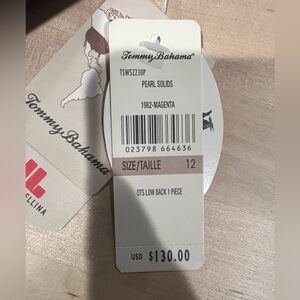 Tommy Bahama
TSW52230P
PEARL SOLIDS
1982-MAGENTA
023798 664636
SIZE/TAILLE 12
OTS LOW BACK 1 PIECE
USD $130.00
Tommy Bahama
ELLINA